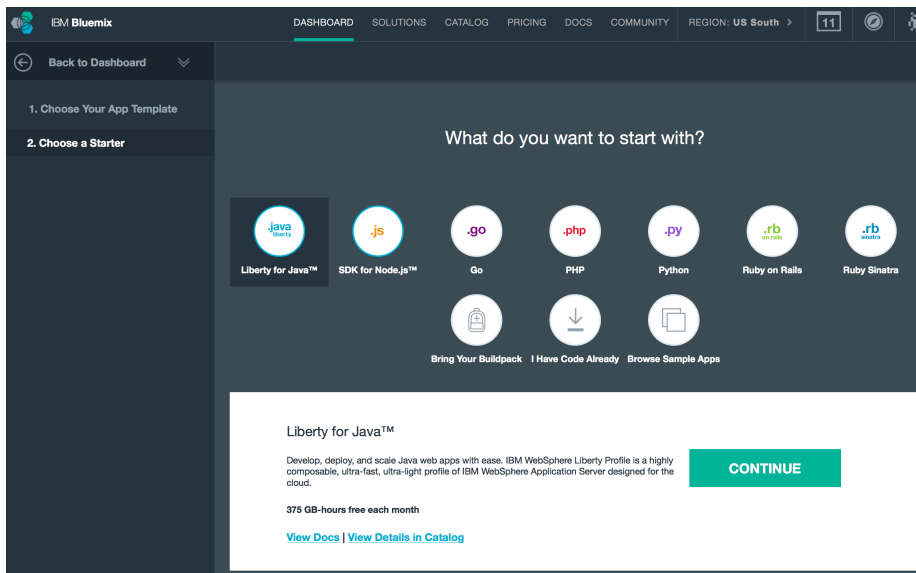 IBM Bluemix DASHBOARD SOLUTIONS CATALOG PRICING DOCS COMMUNITY REGION: US South > 11
Back to Dashboard
1. Choose Your App Template
2. Choose a Starter
What do you want to start with?
.java liberty .js .go .php .py .rb on rails .rb sinatra
Liberty for Java™ SDK for Node.js™ Go PHP Python Ruby on Rails Ruby Sinatra
Bring Your Buildpack I Have Code Already Browse Sample Apps
Liberty for Java™
Develop, deploy, and scale Java web apps with ease. IBM WebSphere Liberty Profile is a highly
composable, ultra-fast, ultra-light profile of IBM WebSphere Application Server designed for the
cloud.
CONTINUE
375 GB-hours free each month
View Docs | View Details in Catalog